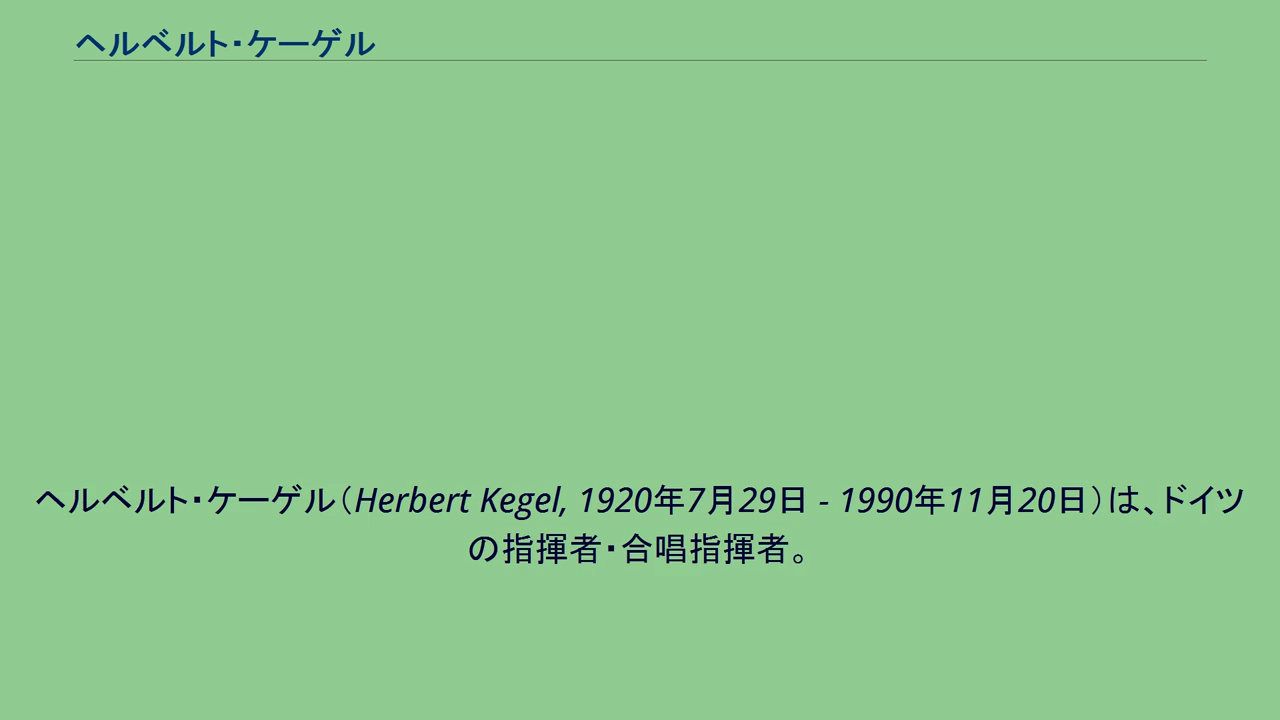 ヘルベルト・ケーゲル
ヘルベルト・ケーゲル（Herbert Kegel, 1920年7月29日 - 1990年11月20日）は、ドイツ
の指揮者・合唱指揮者。